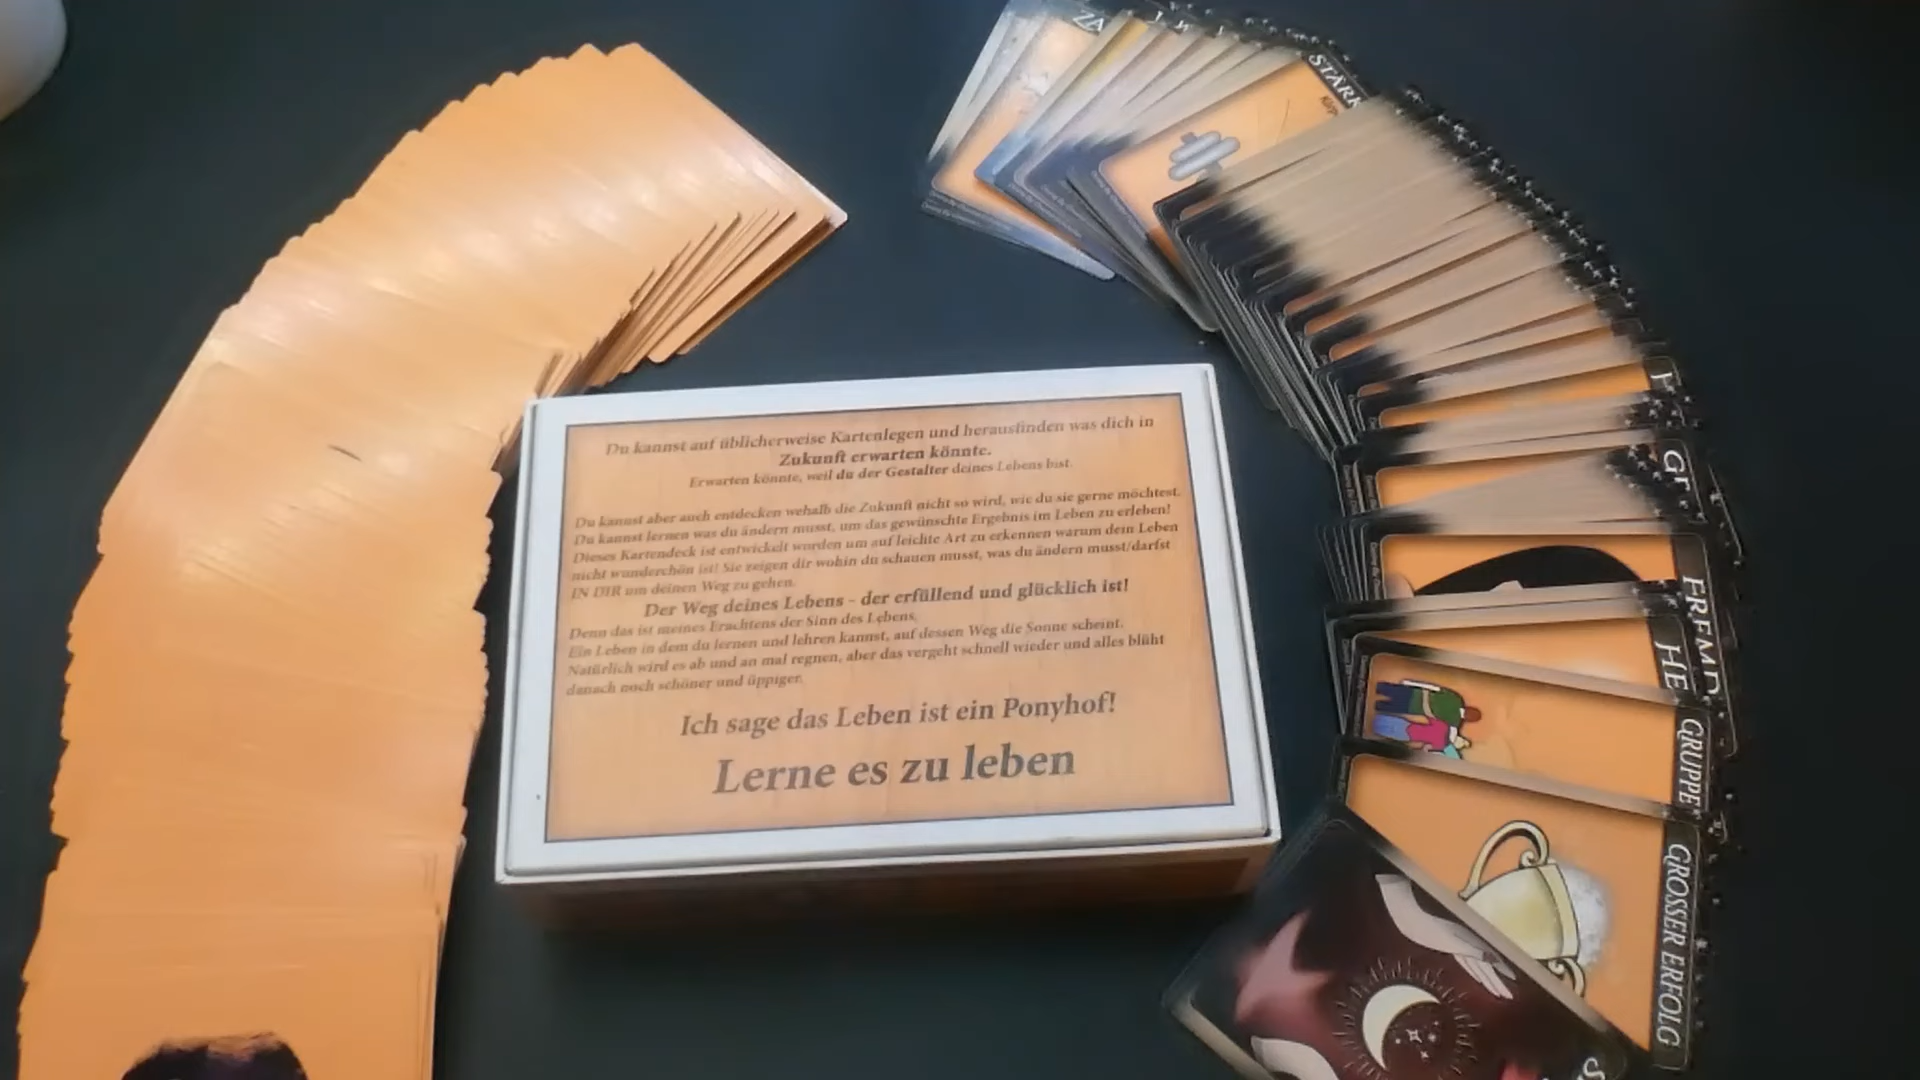 Du kannst auf üblicherweise Kartenlegen und herausfinden was dich in
Zukunft erwarten könnte.
Erwarten könnte, weil du der Gestalter deines Lebens bist.
Du kannst aber auch entdecken wehalb die Zukunft nicht so wird, wie du sie gerne möchtest.
Du kannst lernen was du ändern musst, um das gewünschte Ergebnis im Leben zu erleben!
Dieses Kartendeck ist entwickelt worden um auf leichte Art zu erkennen warum dein Leben
nicht wunderschön ist! Sie zeigen dir wohin du schauen musst, was du ändern musst/darfst
IN DIR um deinen Weg zu gehen.
Der Weg deines Lebens - der erfüllend und glücklich ist!
Denn das ist meines Erachtens der Sinn des Lebens,
Ein Leben in dem du lernen und lehren kannst, auf dessen Weg die Sonne scheint.
Natürlich wird es ab und an mal regnen, aber das vergeht schnell wieder und alles blüht
danach noch schöner und üppiger.
Ich sage das Leben ist ein Ponyhof!
Lerne es zu leben
STÄRK
FREMD
HE
GRUPPE
GROSSER ERFOLG